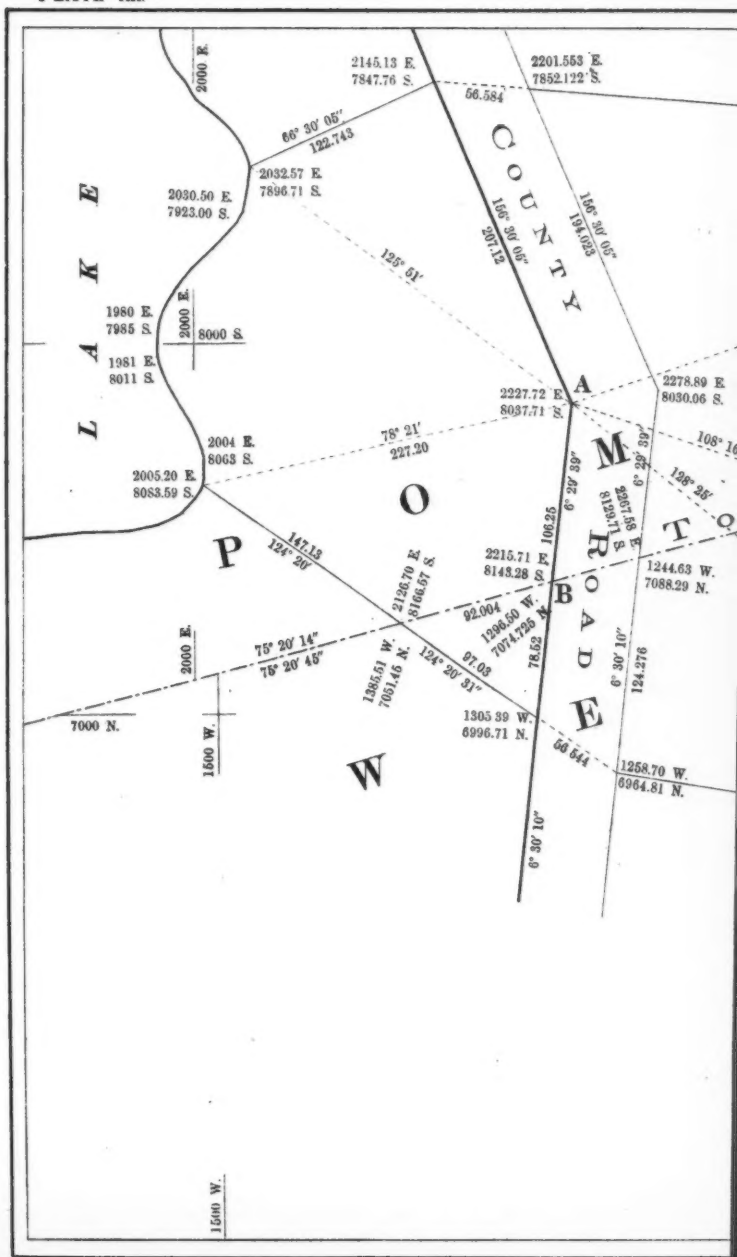 2000 E.
2145.13 E.
7847.76 S.
2201.553 E.
7852.122 S.
56.584
66° 30' 05"
122.743
COUNTY
2032.57 E.
7896.71 S.
2030.50 E.
7923.00 S.
156° 30' 05"
207.12
156° 30' 05"
194.023
LAKE
125° 51'
1980 E.
7985 S.
2000 E.
8000 S.
1981 E.
8011 S.
A
2227.72 E.
8037.71 S.
2278.89 E.
8030.06 S.
78° 21'
227.20
2004 E.
8063 S.
2005.20 E.
8083.59 S.
108° 16
6° 29' 39"
128° 25'
106.25
6° 29' 39"
M
O
P
T
O
2267.58 E.
8129.71 S.
147.13
124° 20'
2215.71 E.
8143.28 S.
B
ROAD
1244.63 W.
7088.29 N.
2126.70 E.
8166.57 S.
92.004
1296.50 W.
7074.725 N.
2000 E.
75° 20' 14"
75° 20' 45"
78.52
6° 30' 10"
124.276
97.03
124° 20' 31"
1385.51 W.
7051.45 N.
E
7000 N.
1500 W.
1305 39 W.
6996.71 N.
56 544
W
1258.70 W.
6964.81 N.
6° 30' 10"
1500 W.